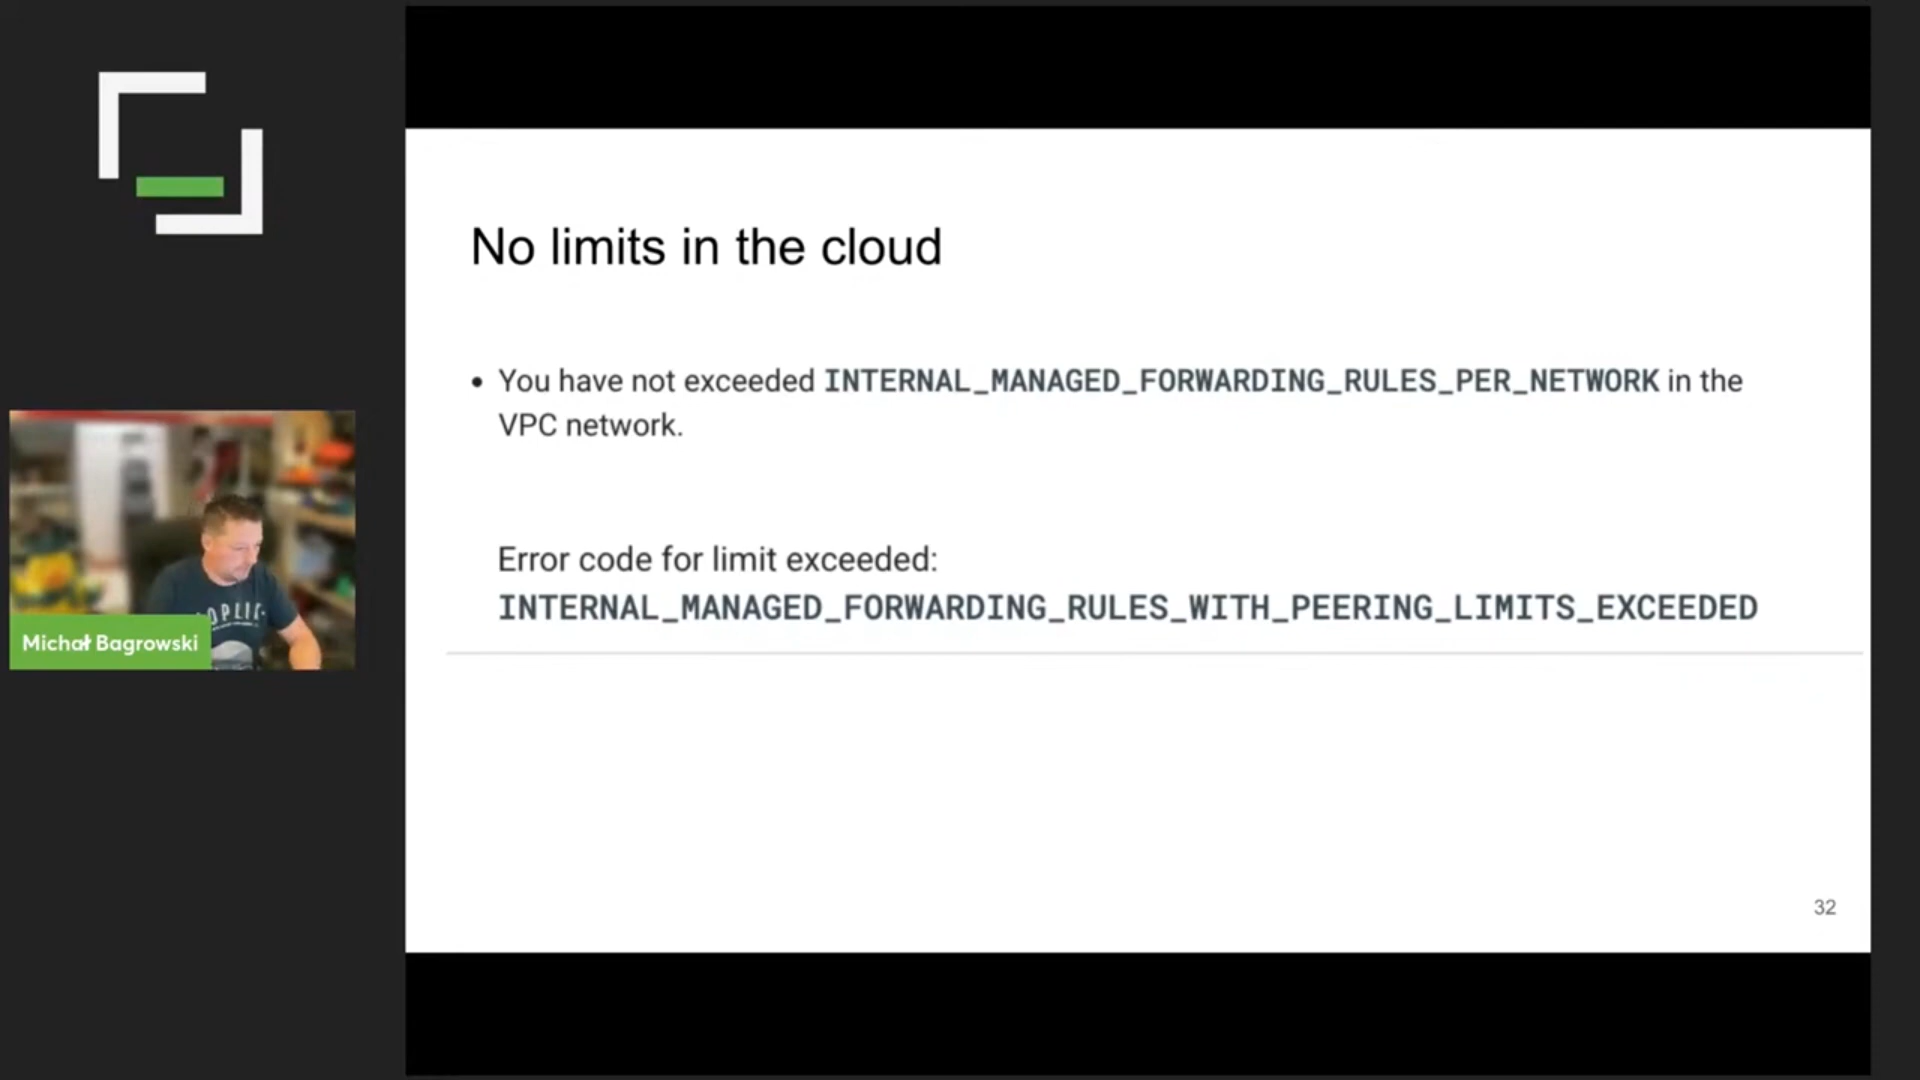 No limits in the cloud
• You have not exceeded INTERNAL_MANAGED_FORWARDING_RULES_PER_NETWORK in the
VPC network.
Error code for limit exceeded:
INTERNAL_MANAGED_FORWARDING_RULES_WITH_PEERING_LIMITS_EXCEEDED
32
Michał Bagrowski